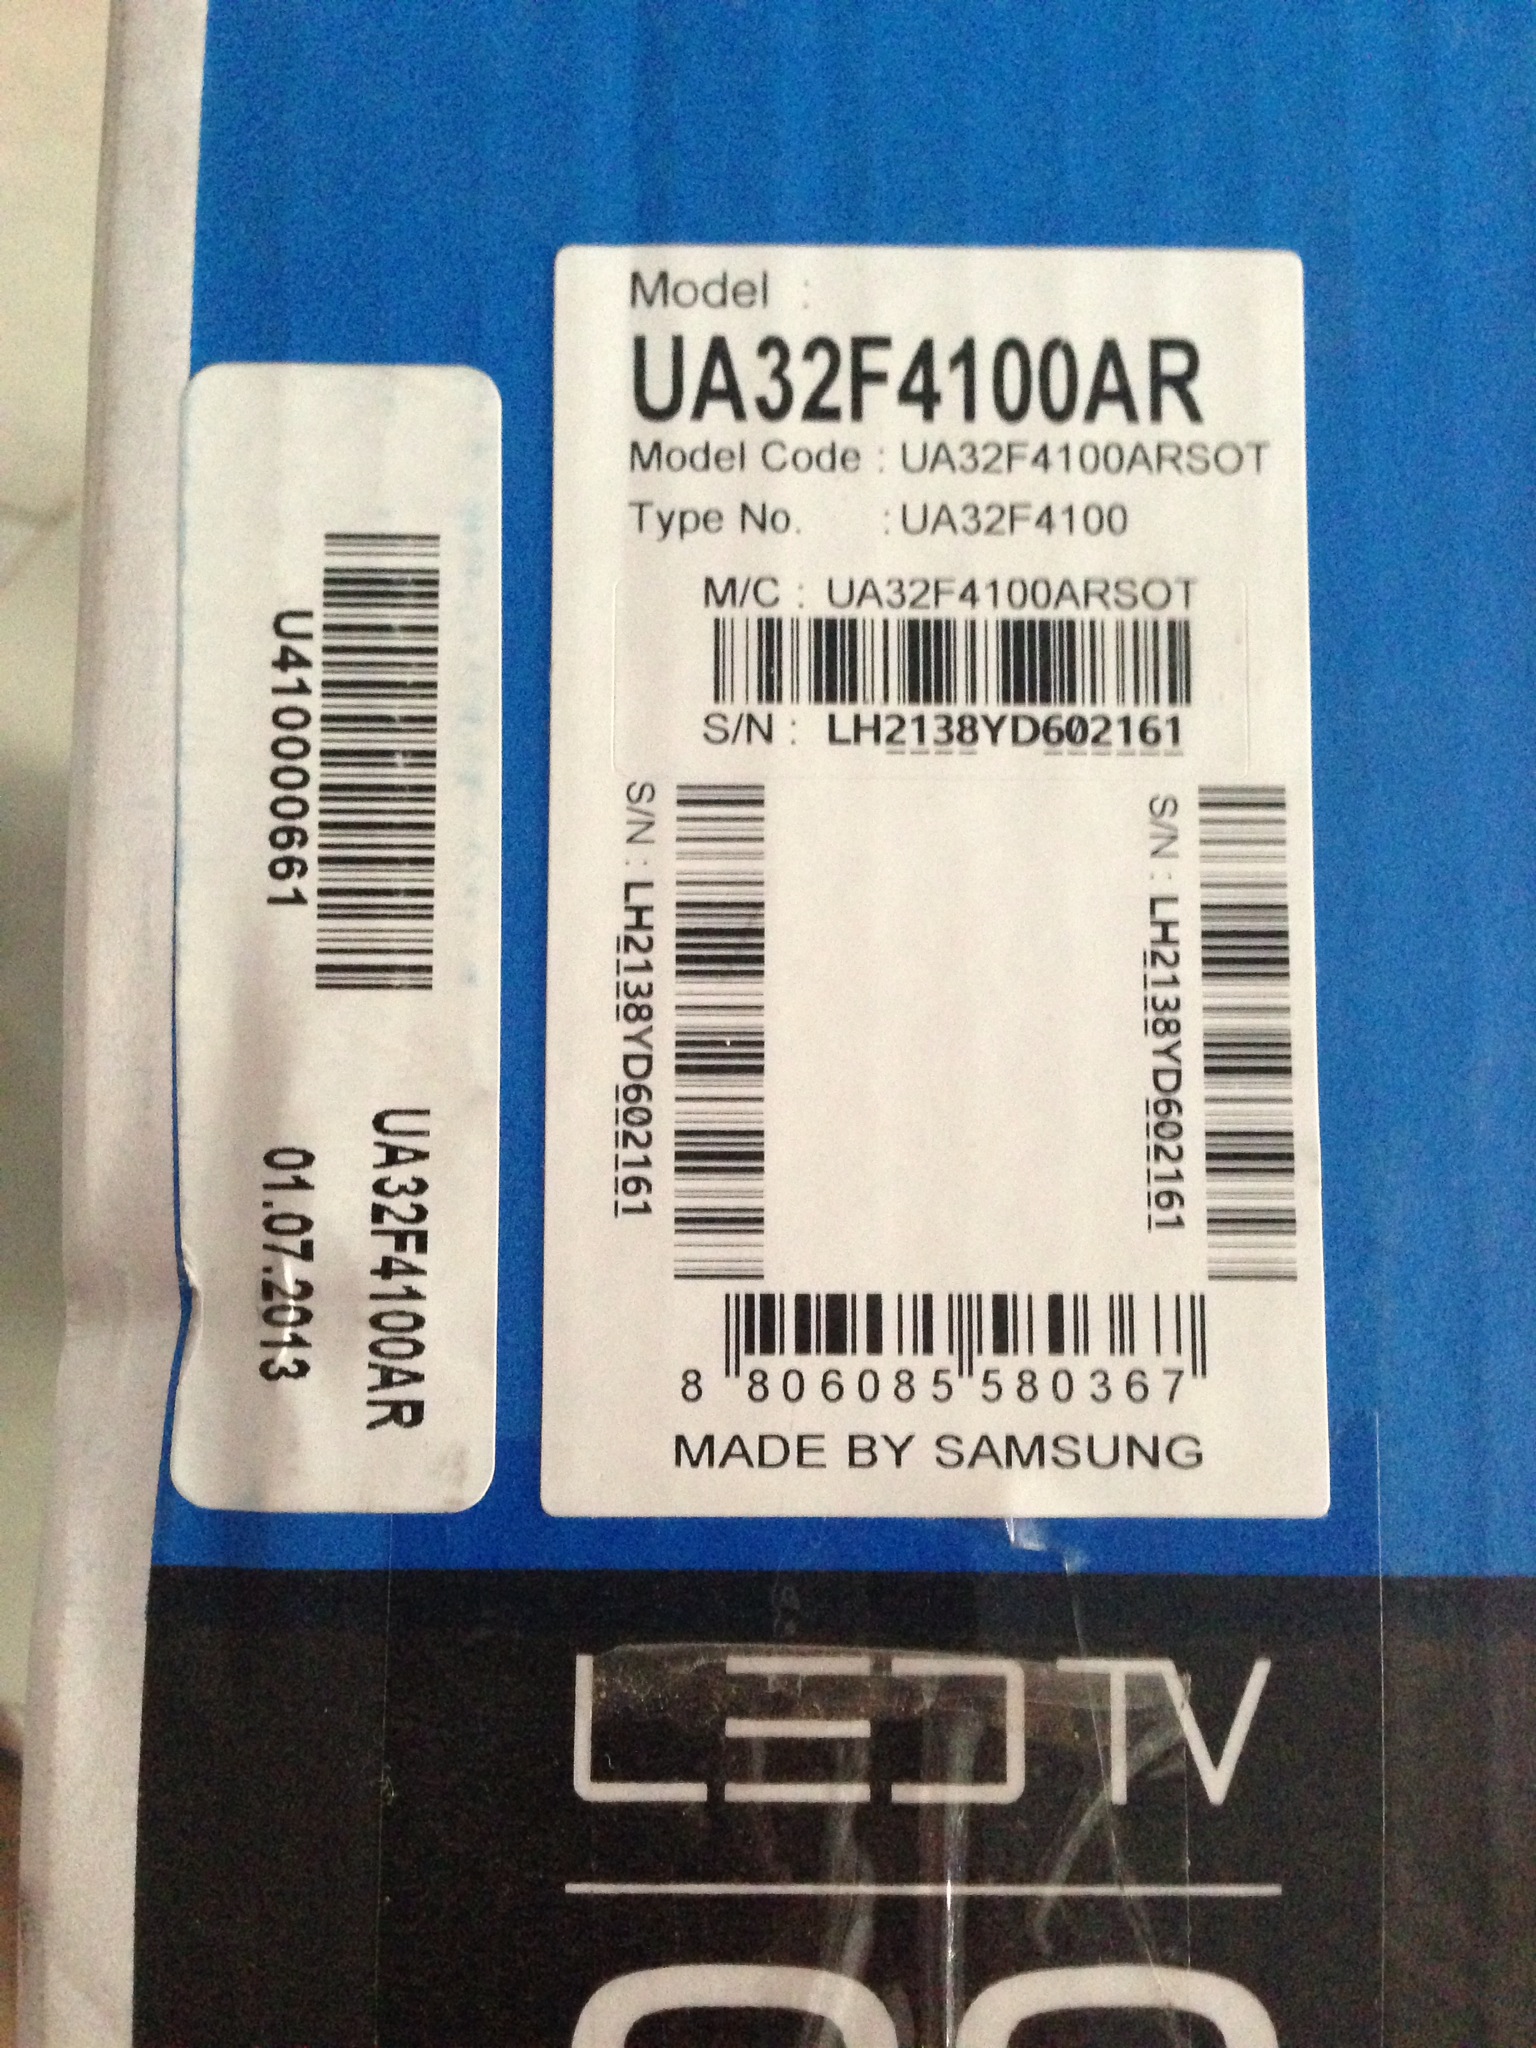 Model :
UA32F4100AR
Model Code : UA32F4100ARSOT
Type No. : UA32F4100
M/C : UA32F4100ARSOT
S/N : LH2138YD602161
S/N : LH2138YD602161
S/N : LH2138YD602161
8 806085 580367
MADE BY SAMSUNG
U41000661
UA32F4100AR
01.07.2013
LED TV